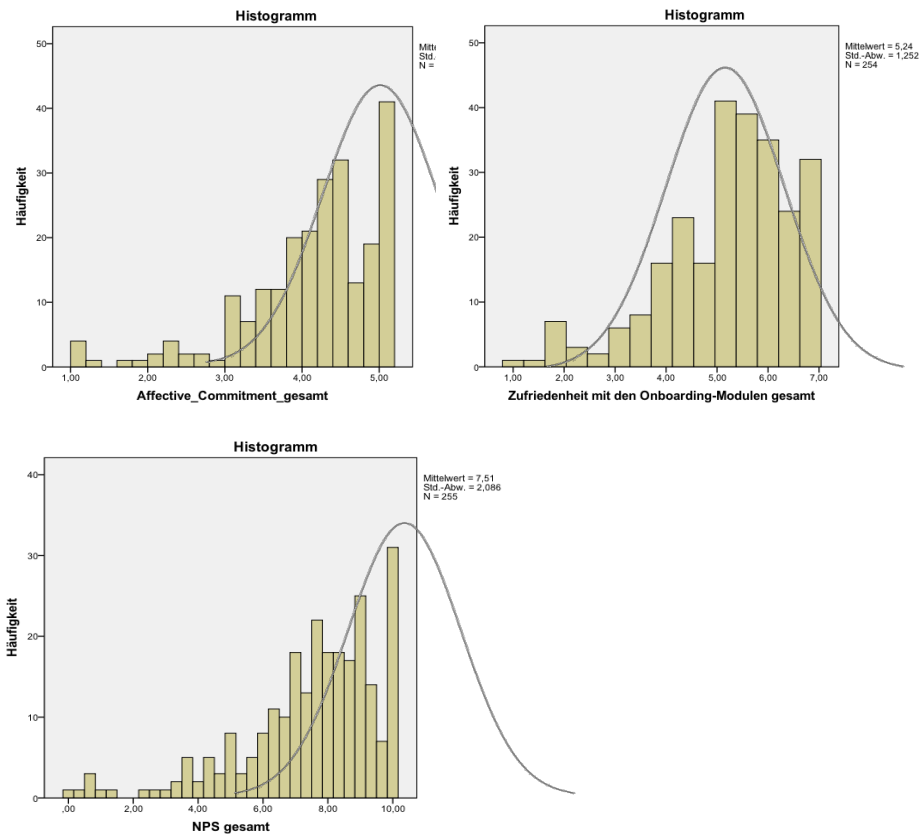 Histogramm
50
40
30
20
10
0
Häufigkeit
1,00 2,00 3,00 4,00 5,00
Affective_Commitment_gesamt
Std.
N =
Histogramm
50
40
30
20
10
0
Häufigkeit
1,00 2,00 3,00 4,00 5,00 6,00 7,00
Zufriedenheit mit den Onboarding-Modulen gesamt
Mittelwert = 5,24
Std.-Abw. = 1,252
N = 254
Histogramm
40
30
20
10
0
Häufigkeit
,00 2,00 4,00 6,00 8,00 10,00
NPS gesamt
Mittelwert = 7,51
Std.-Abw. = 2,086
N = 255